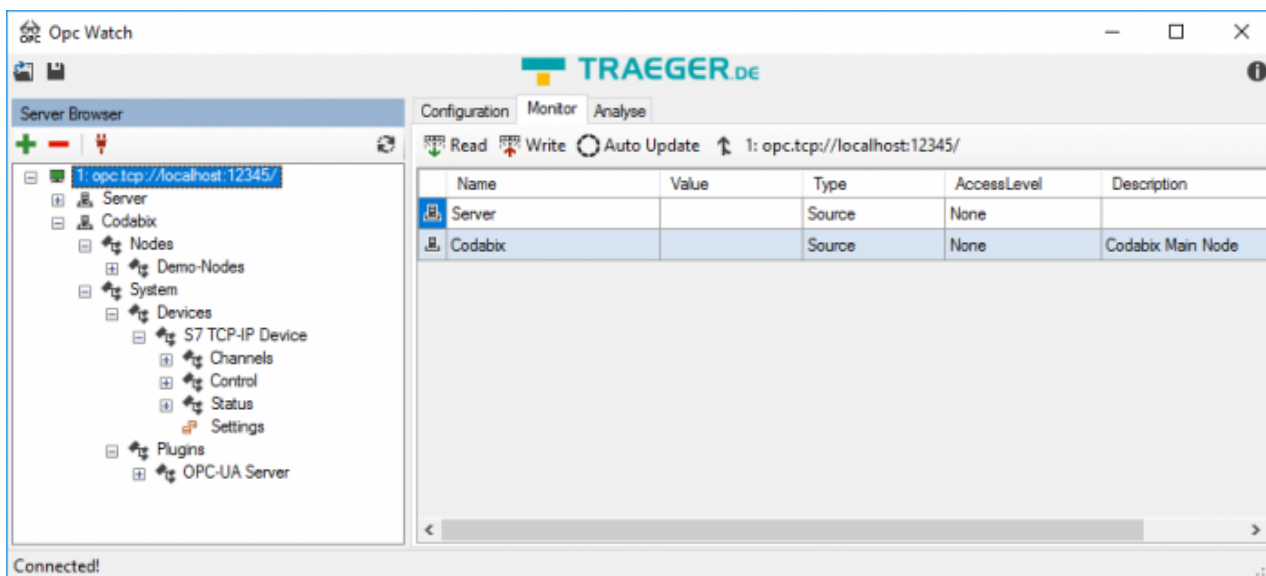 OPC
Opc Watch
TRAEGER.DE
Server Browser
1: opc.tcp://localhost:12345/
Server
Codabix
Nodes
Demo-Nodes
System
Devices
S7 TCP-IP Device
Channels
Control
Status
Settings
Plugins
OPC-UA Server
Configuration Monitor Analyse
Read Write Auto Update 1: opc.tcp://localhost:12345/
Name Value Type AccessLevel Description
Server Source None
Codabix Source None Codabix Main Node
Connected!